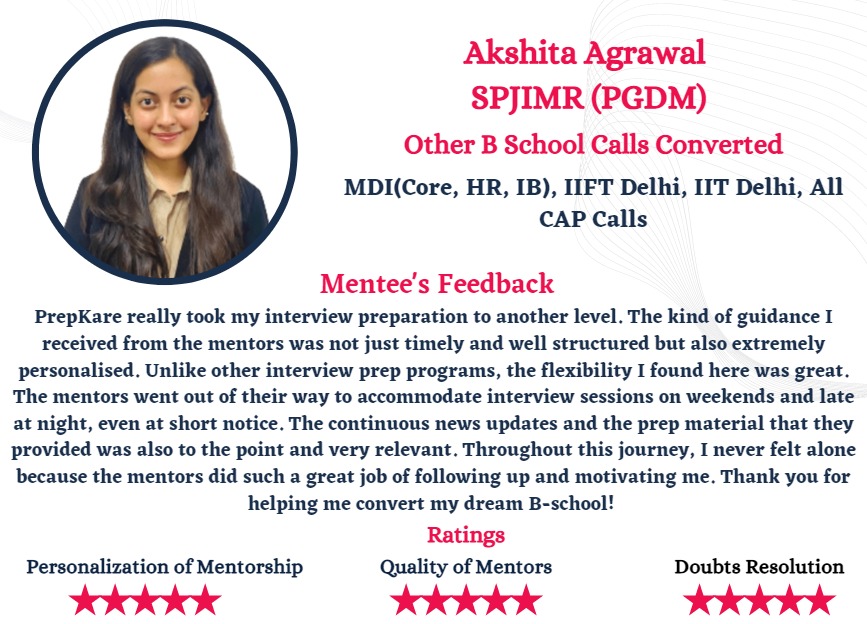 Akshita Agrawal
SPJIMR (PGDM)
Other B School Calls Converted
MDI(Core, HR, IB), IIFT Delhi, IIT Delhi, All
CAP Calls
Mentee's Feedback
PrepKare really took my interview preparation to another level. The kind of guidance I
received from the mentors was not just timely and well structured but also extremely
personalised. Unlike other interview prep programs, the flexibility I found here was great.
The mentors went out of their way to accommodate interview sessions on weekends and late
at night, even at short notice. The continuous news updates and the prep material that they
provided was also to the point and very relevant. Throughout this journey, I never felt alone
because the mentors did such a great job of following up and motivating me. Thank you for
helping me convert my dream B-school!
Ratings
Personalization of Mentorship
Quality of Mentors
Doubts Resolution